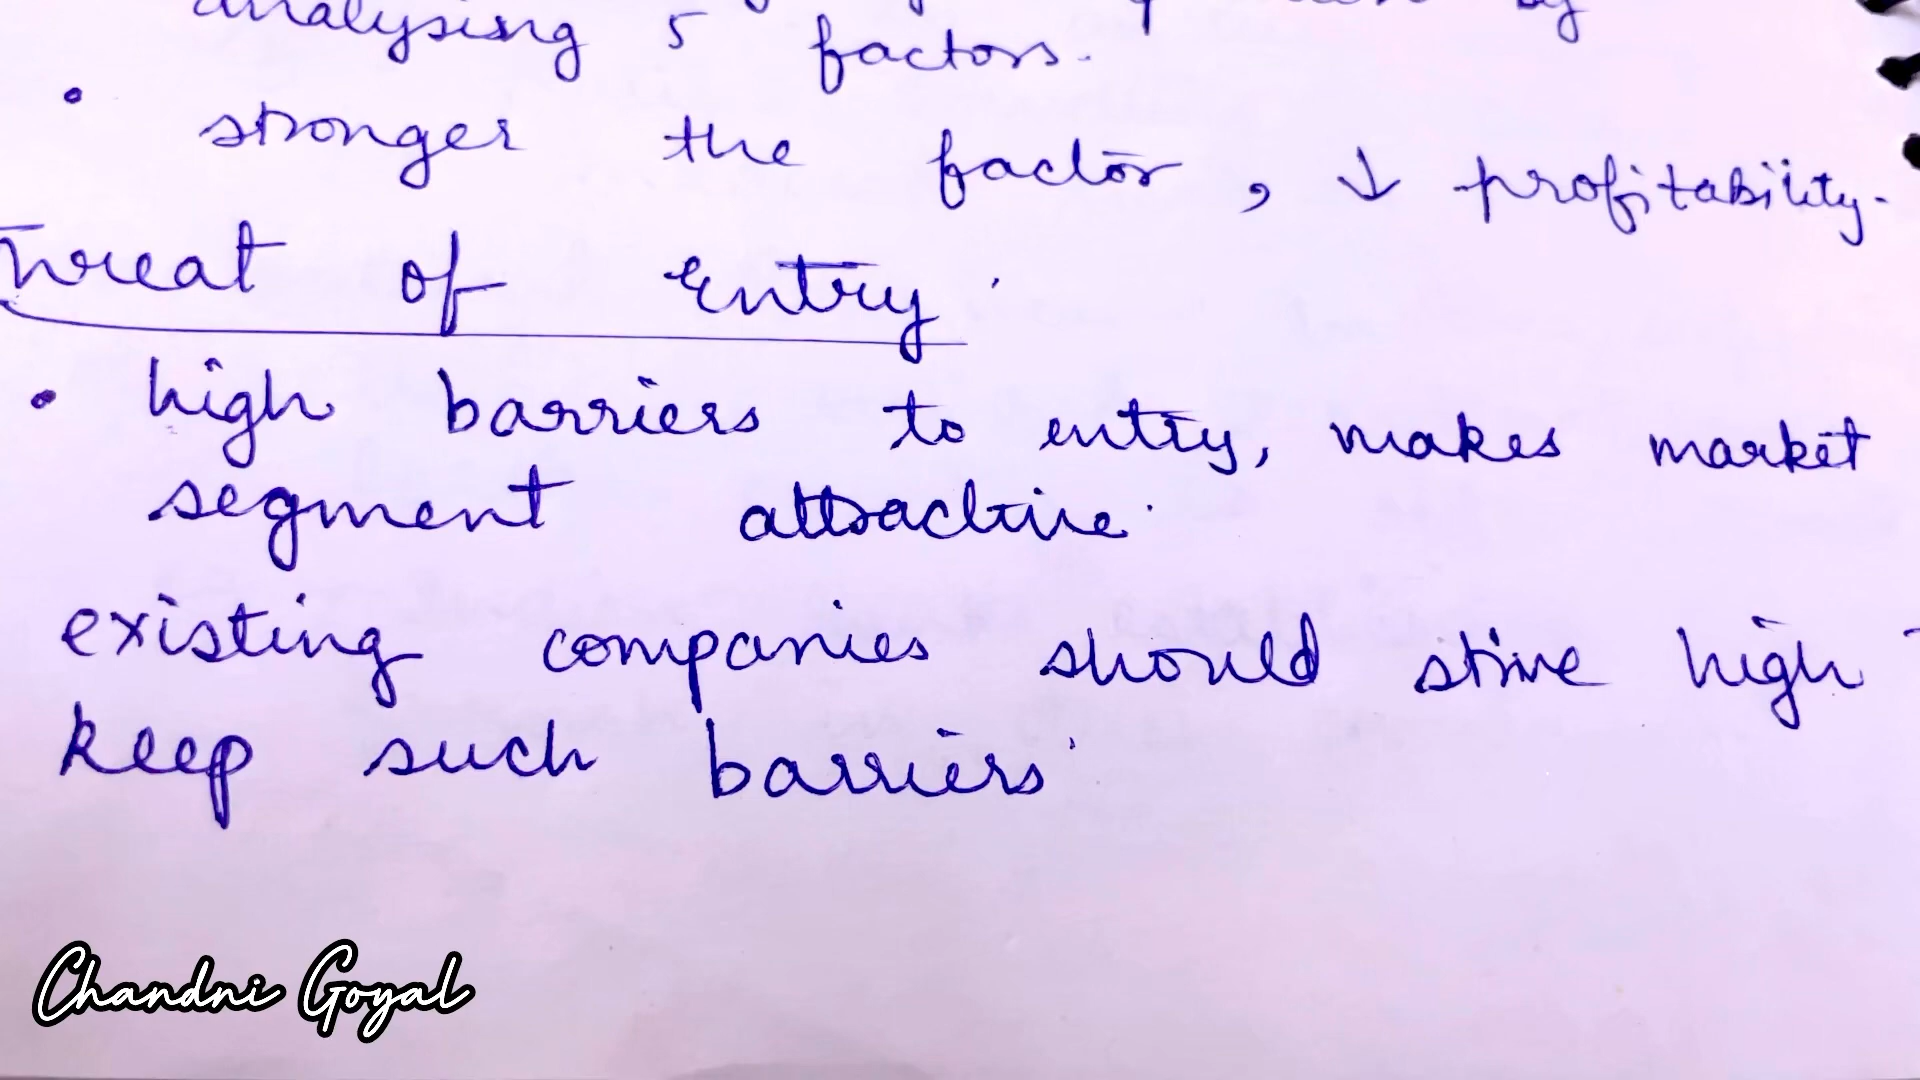 analysisng 5 factors.
• stronger the factor, ↓ profitability.
Threat of Entry
• high barriers to entry, makes market
segment attractive.
existing companies should strive high
keep such barriers
Chandni Goyal